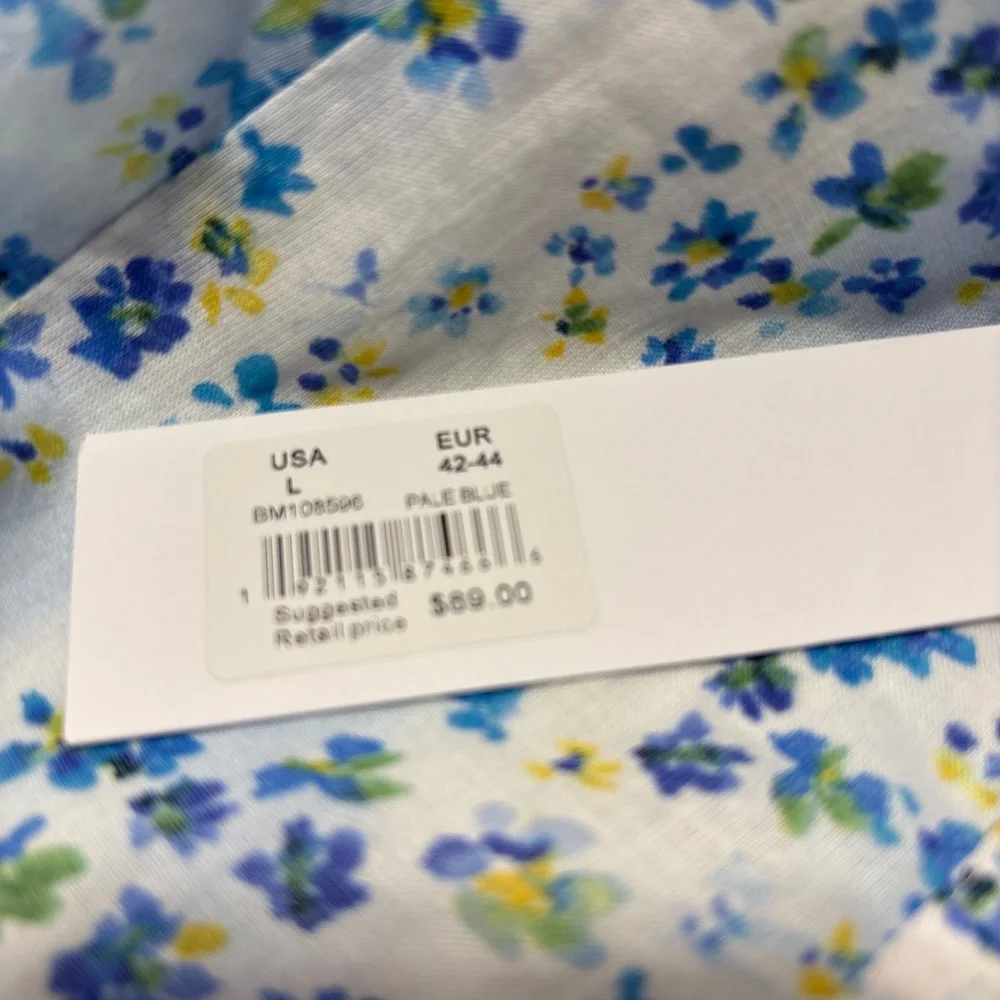 USA EUR
L 42-44
BM108596 PALE BLUE
Suggested $89.00
Retail price